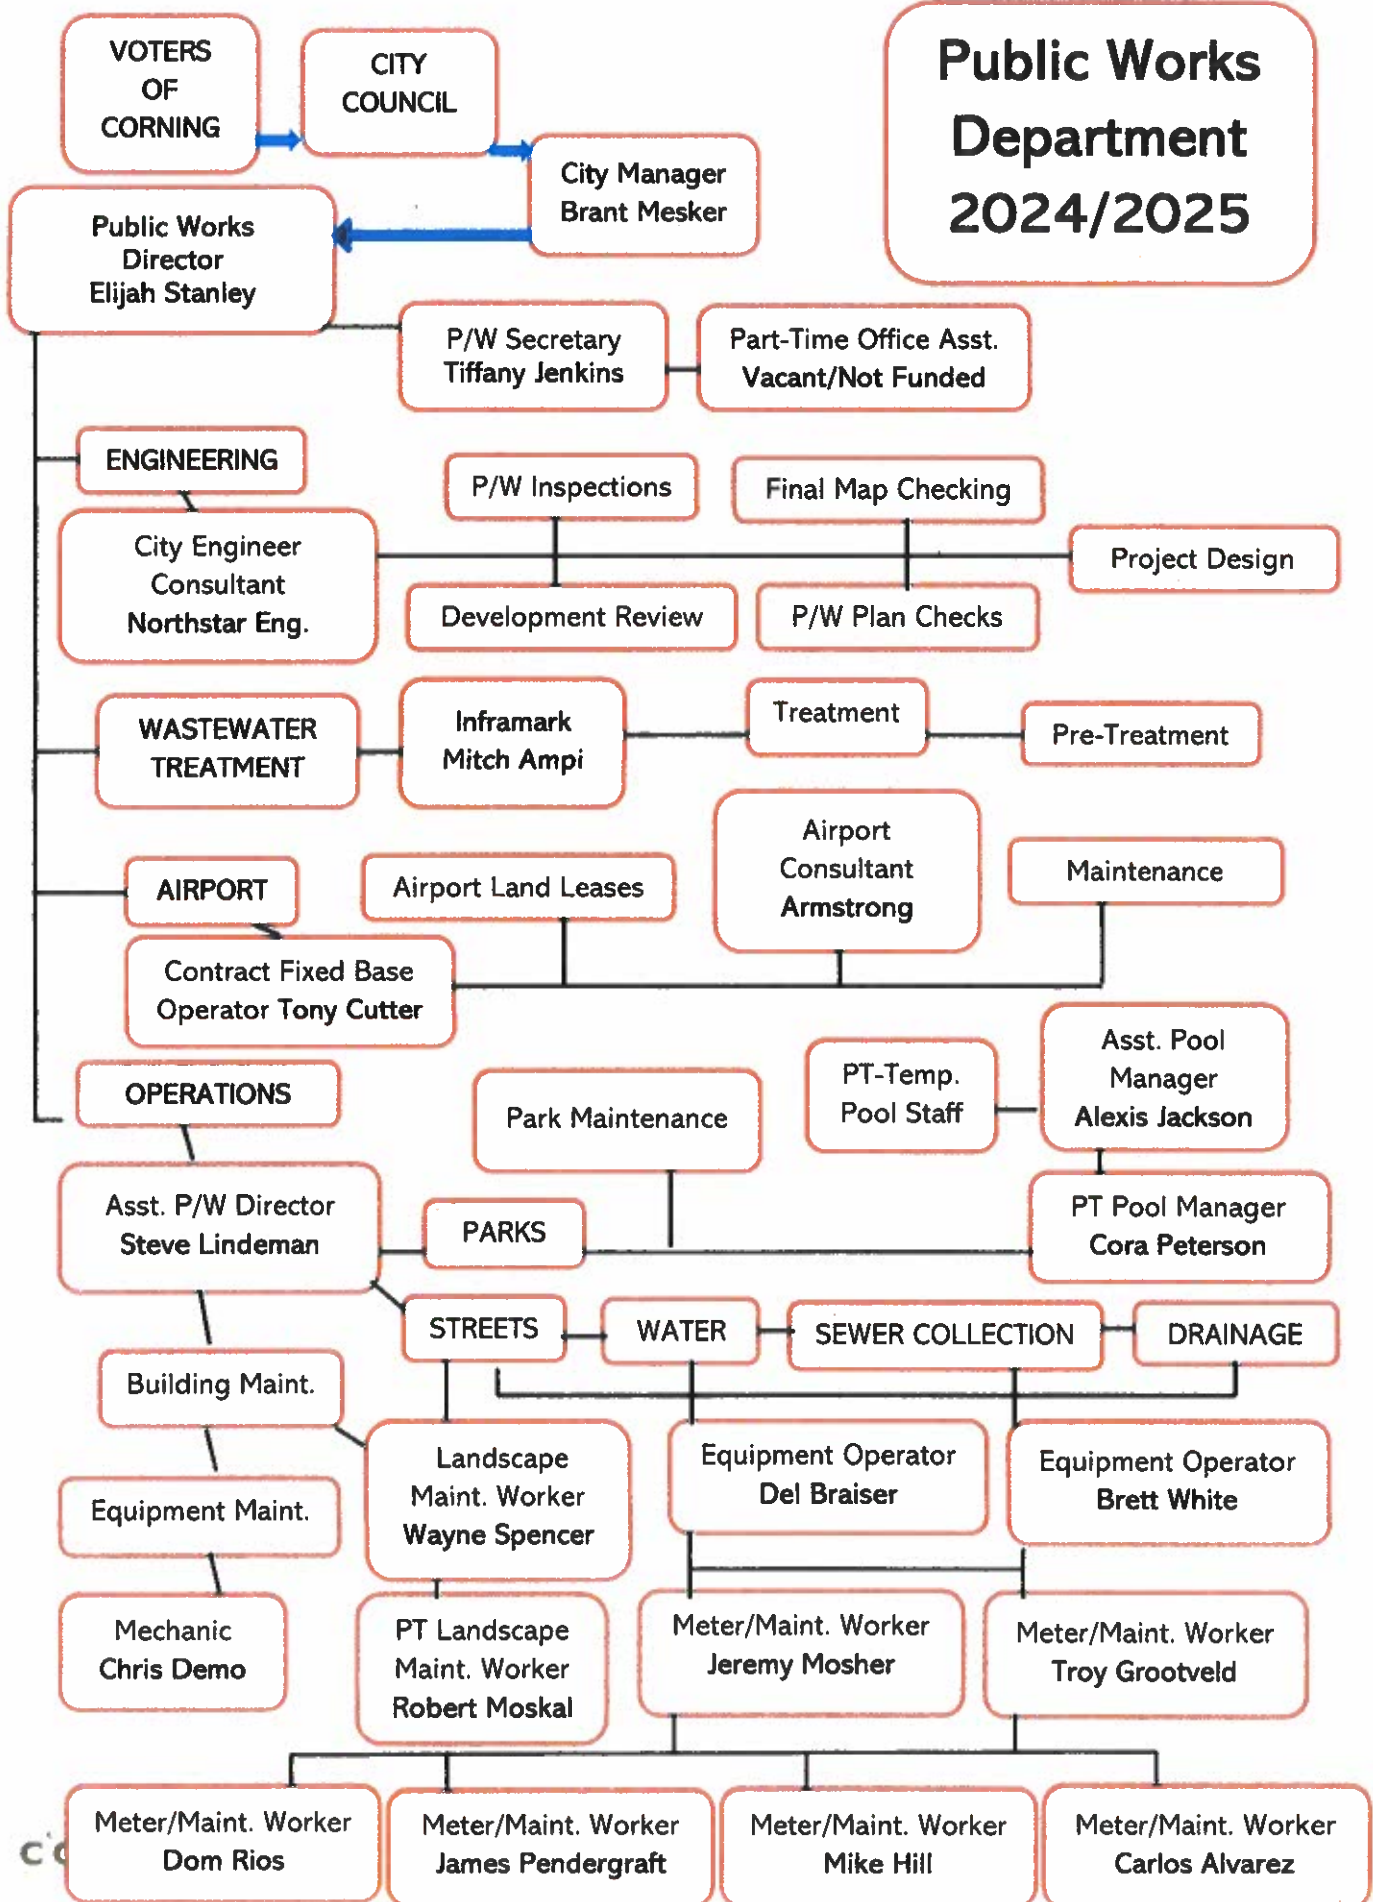 VOTERS
OF
CORNING
CITY
COUNCIL
Public Works
Department
2024/2025
City Manager
Brant Mesker
Public Works
Director
Elijah Stanley
P/W Secretary
Tiffany Jenkins
Part-Time Office Asst.
Vacant/Not Funded
ENGINEERING
P/W Inspections
Final Map Checking
City Engineer
Consultant
Northstar Eng.
Project Design
Development Review
P/W Plan Checks
WASTEWATER
TREATMENT
Inframark
Mitch Ampi
Treatment
Pre-Treatment
Airport
Consultant
Armstrong
AIRPORT
Airport Land Leases
Maintenance
Contract Fixed Base
Operator Tony Cutter
OPERATIONS
Park Maintenance
PT-Temp.
Pool Staff
Asst. Pool
Manager
Alexis Jackson
Asst. P/W Director
Steve Lindeman
PARKS
PT Pool Manager
Cora Peterson
STREETS
WATER
SEWER COLLECTION
DRAINAGE
Building Maint.
Landscape
Maint. Worker
Wayne Spencer
Equipment Operator
Del Braiser
Equipment Operator
Brett White
Equipment Maint.
Mechanic
Chris Demo
PT Landscape
Maint. Worker
Robert Moskal
Meter/Maint. Worker
Jeremy Mosher
Meter/Maint. Worker
Troy Grootveld
Meter/Maint. Worker
Dom Rios
Meter/Maint. Worker
James Pendergraft
Meter/Maint. Worker
Mike Hill
Meter/Maint. Worker
Carlos Alvarez